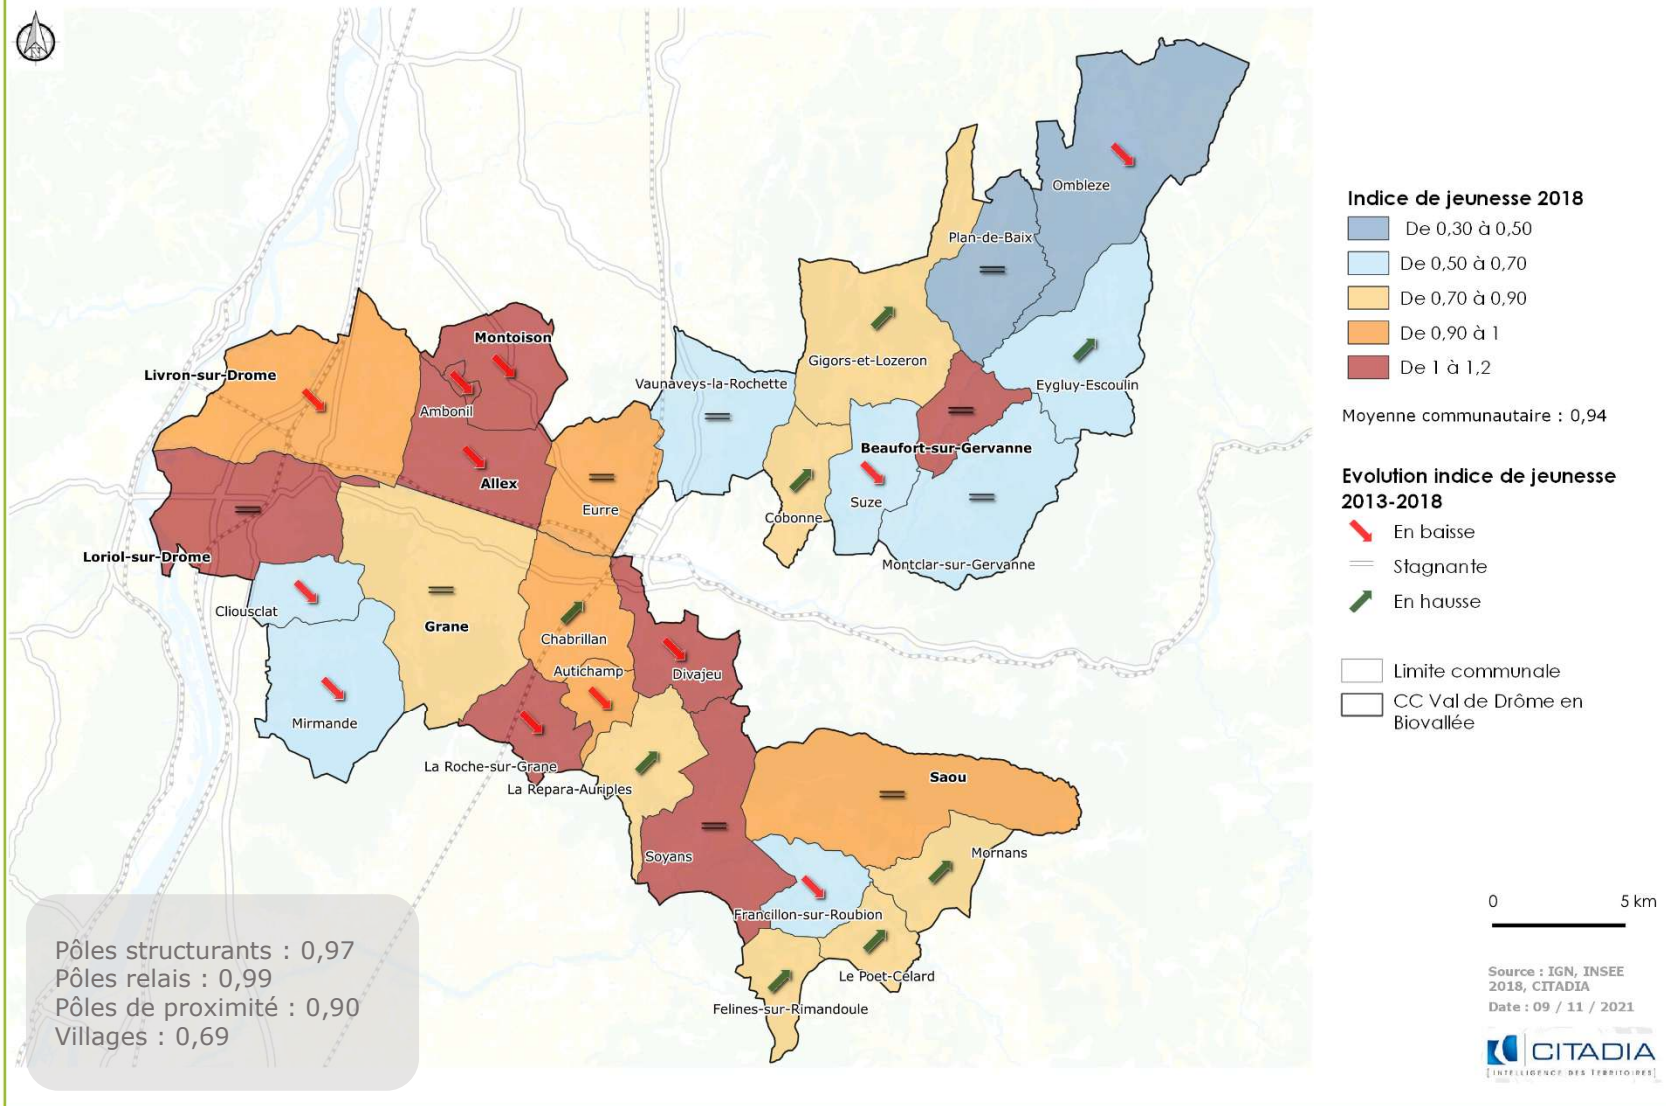 Ombleze
Plan-de-Baix
Montoison
Livron-sur-Drome
Gigors-et-Lozeron
Vaunaveys-la-Rochette
Eygluy-Escoulin
Ambonil
Beaufort-sur-Gervanne
Allex
Suze
Eurre
Cobonne
Loriol-sur-Drome
Montclar-sur-Gervanne
Cliousclat
Grane
Chabrillan
Autichamp
Divajeu
Mirmande
La Roche-sur-Grane
La Repara-Auriples
Saou
Soyans
Mornans
Francillon-sur-Roubion
Le Poet-Celard
Felines-sur-Rimandoule
Pôles structurants : 0,97
Pôles relais : 0,99
Pôles de proximité : 0,90
Villages : 0,69
Indice de jeunesse 2018
De 0,30 à 0,50
De 0,50 à 0,70
De 0,70 à 0,90
De 0,90 à 1
De 1 à 1,2
Moyenne communautaire : 0,94
Evolution indice de jeunesse
2013-2018
En baisse
Stagnante
En hausse
Limite communale
CC Val de Drôme en
Biovallée
0 5 km
Source : IGN, INSEE
2018, CITADIA
Date : 09 / 11 / 2021
CITADIA
[INTELLIGENCE DES TERRITOIRES]